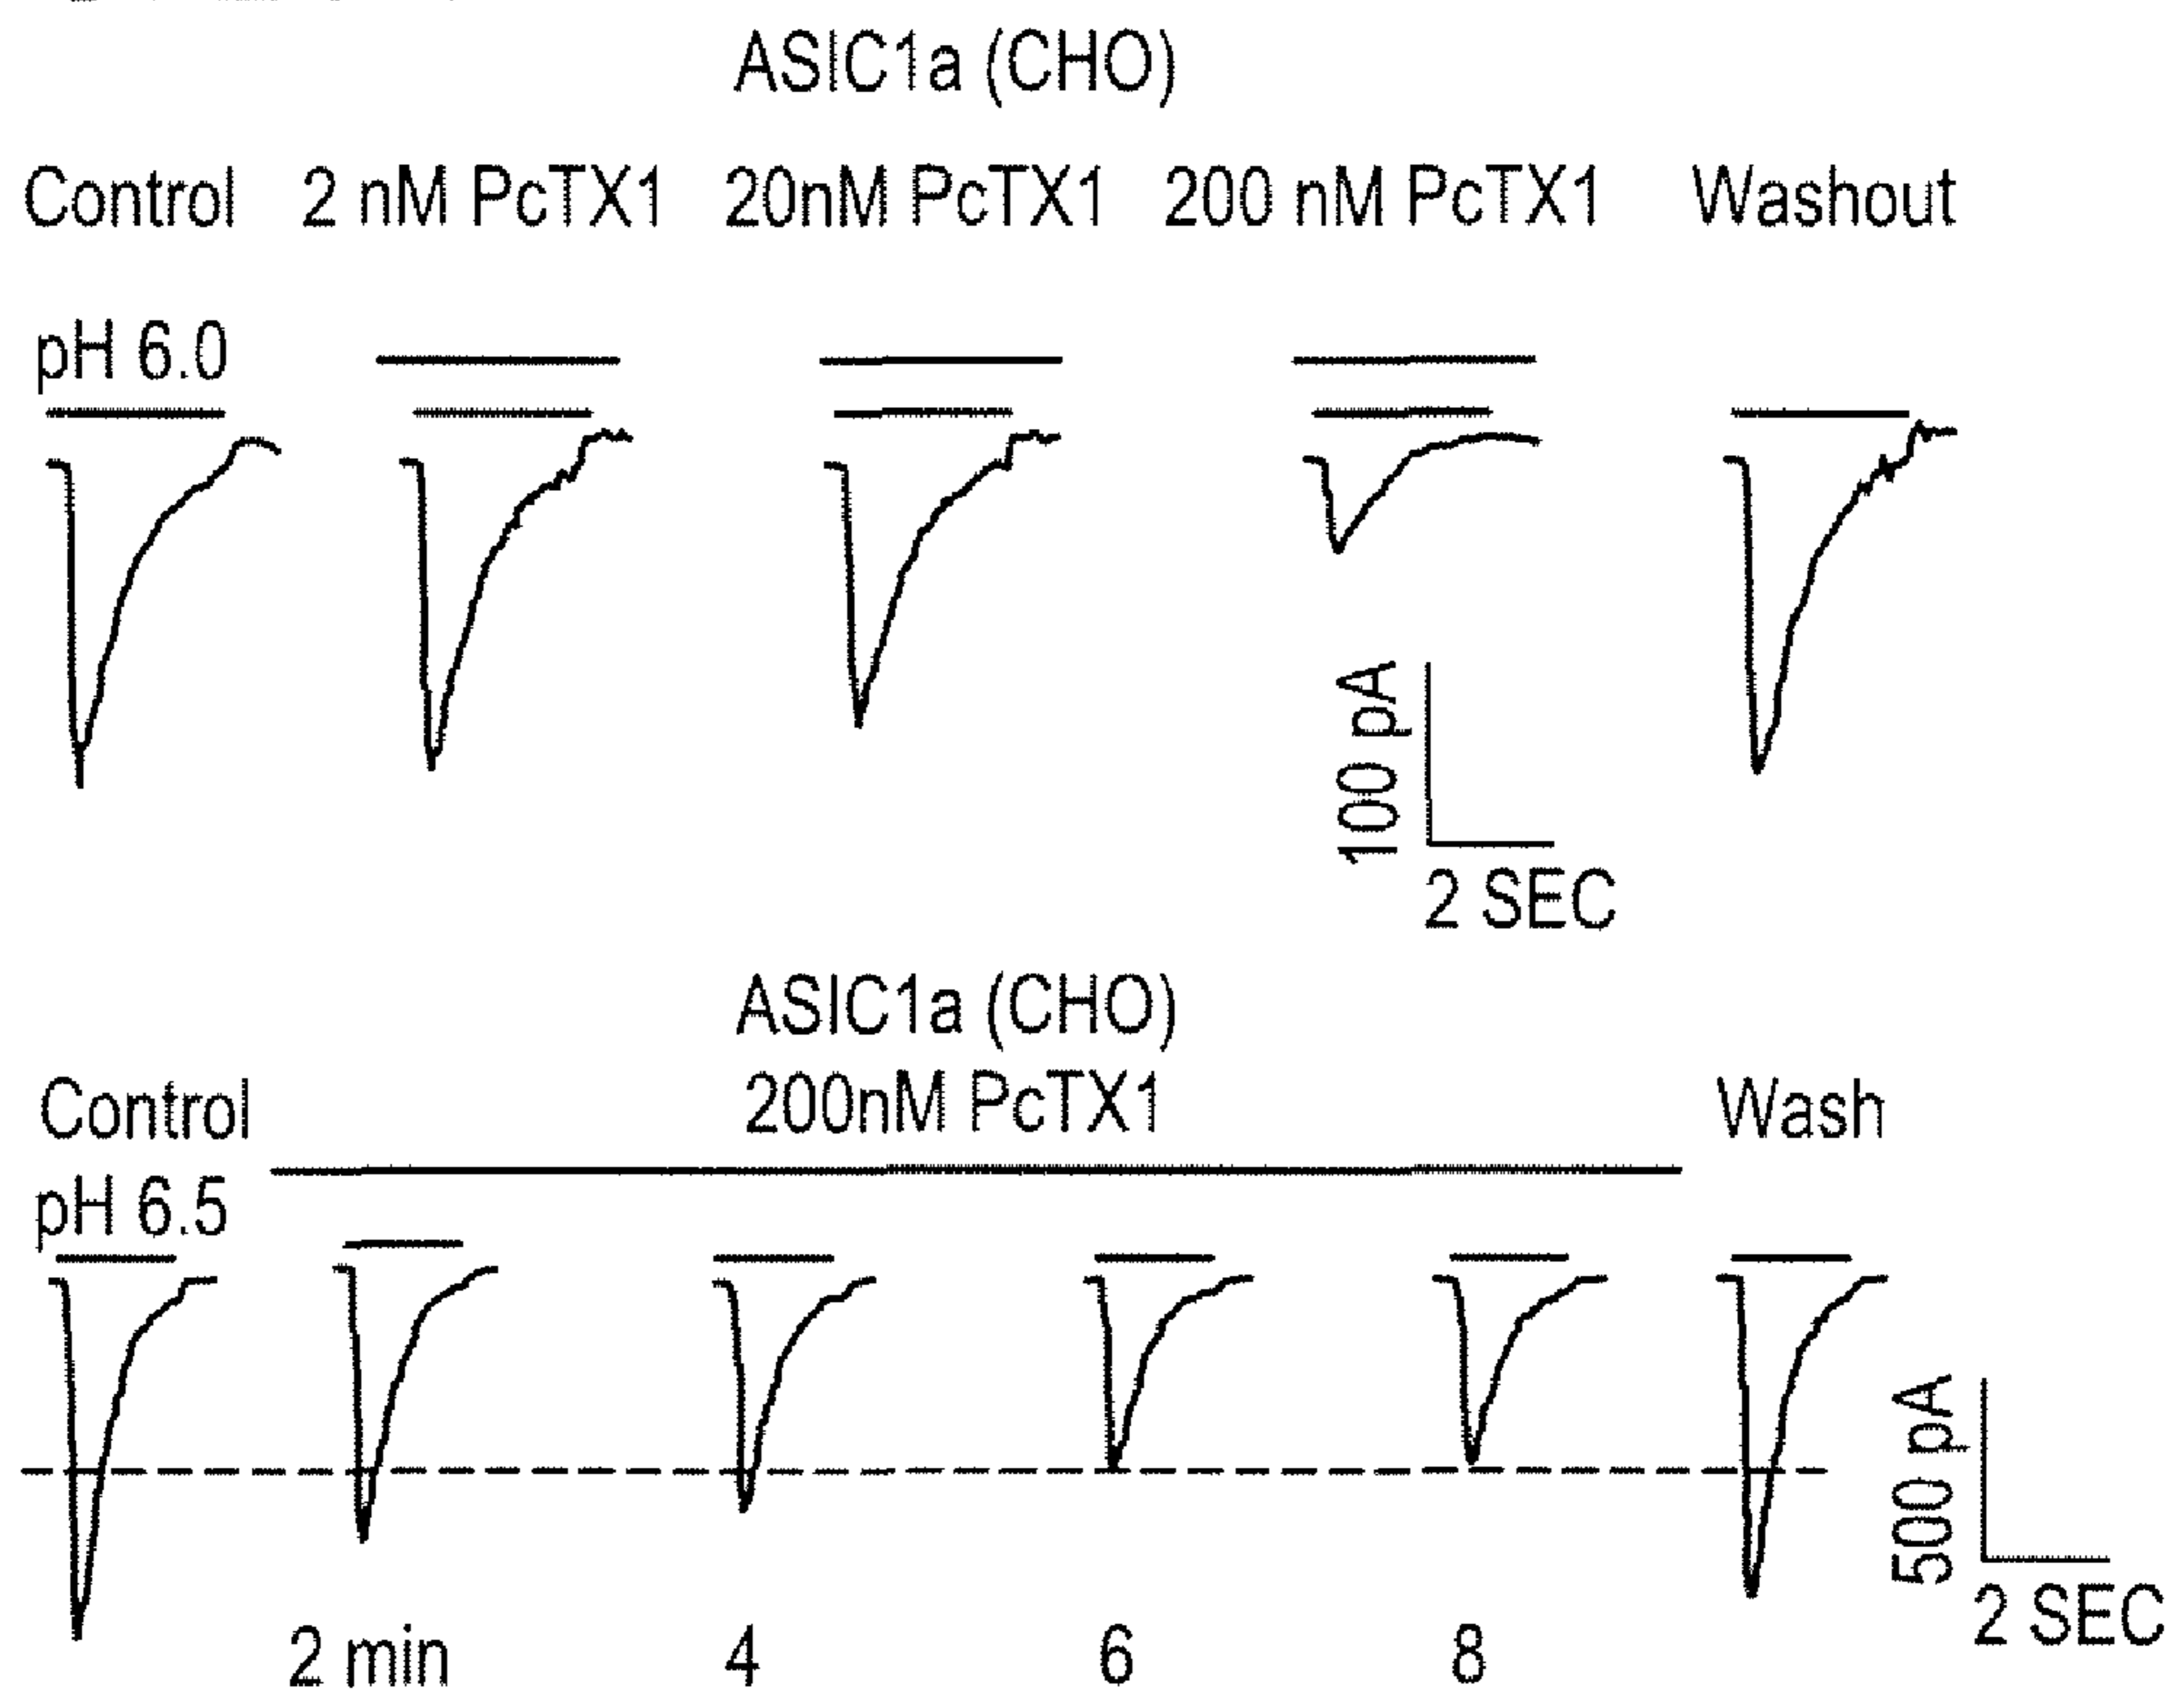 ASIC1a (CHO)
Control 2 nM PcTX1 20nM PcTX1 200 nM PcTX1 Washout
pH 6.0
100 pA
2 SEC
ASIC1a (CHO)
Control 200nM PcTX1 Wash
pH 6.5
500 pA
2 min 4 6 8 2 SEC